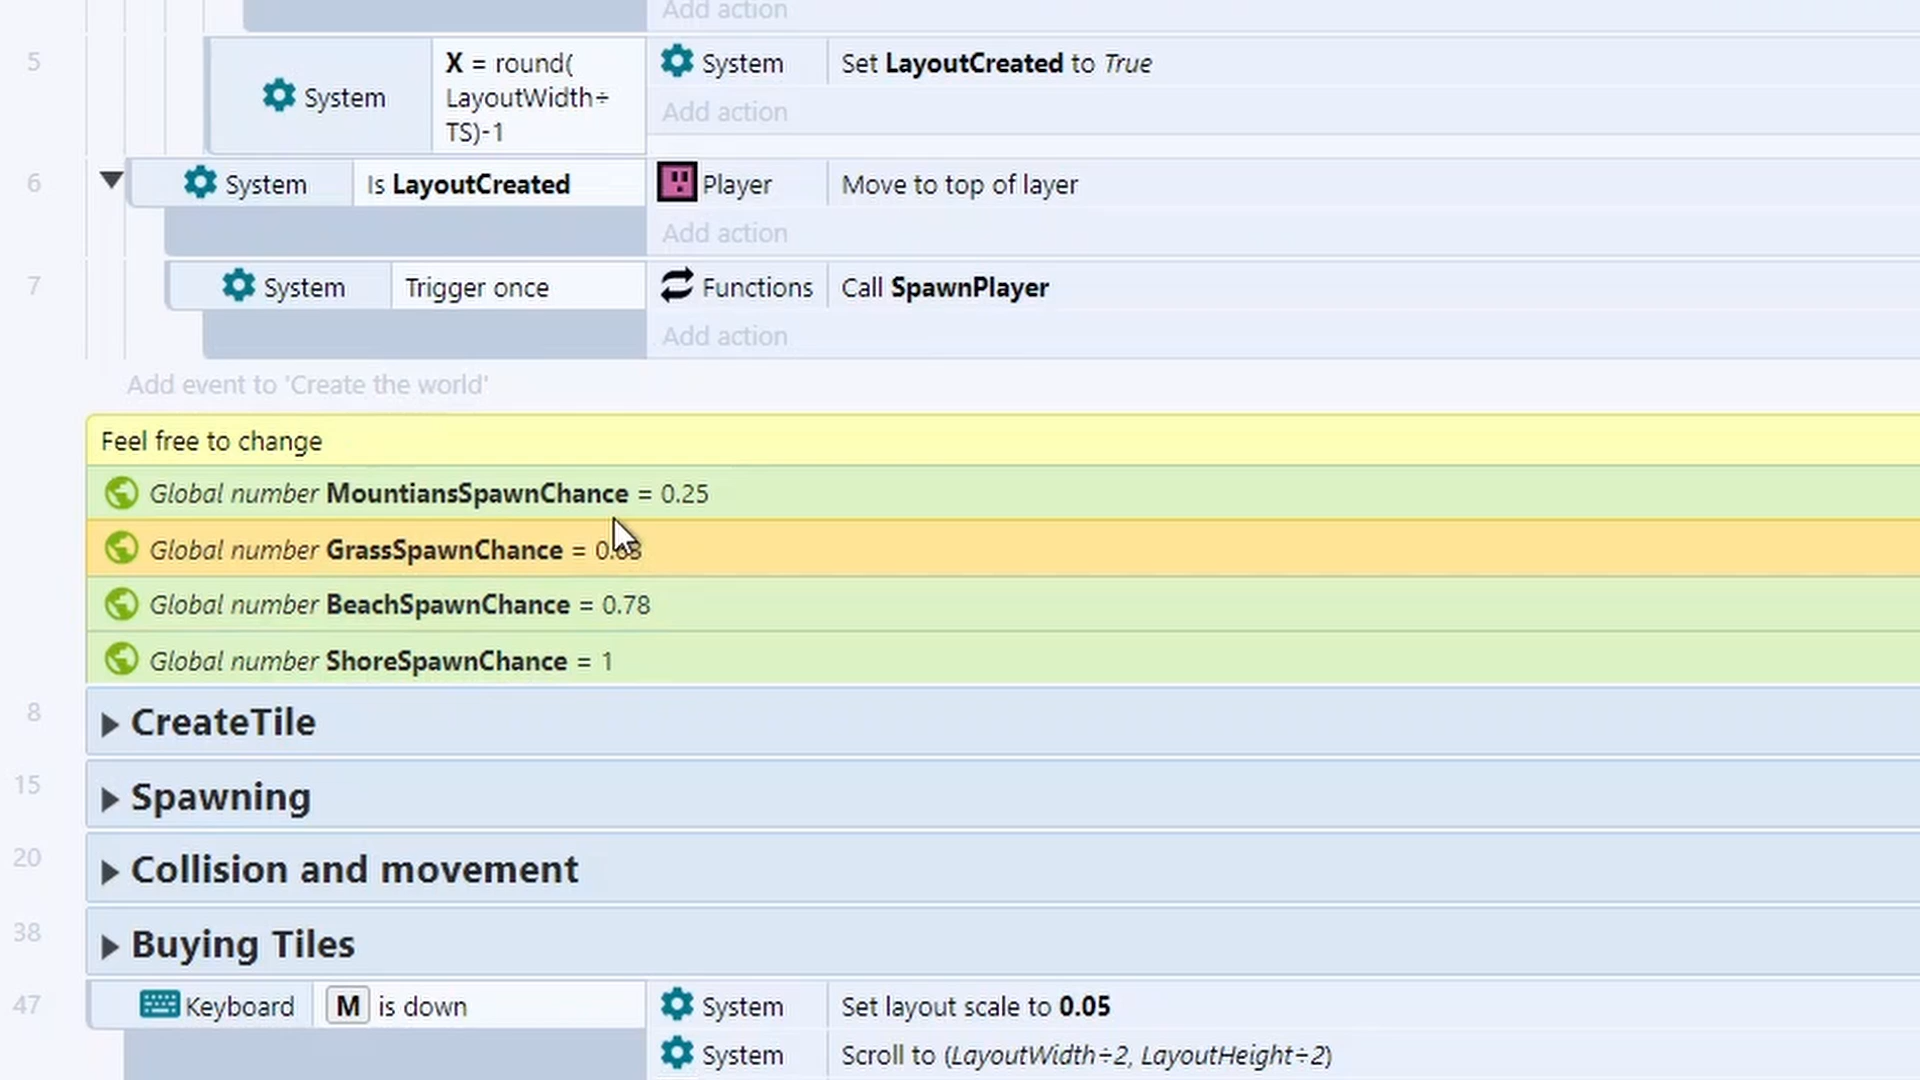 Add action
5 System X = round( System Set LayoutCreated to True
LayoutWidth÷
TS)-1
Add action
6 System Is LayoutCreated Player Move to top of layer
Add action
7 System Trigger once Functions Call SpawnPlayer
Add action
Add event to 'Create the world'
Feel free to change
Global number MountiansSpawnChance = 0.25
Global number GrassSpawnChance =
Global number BeachSpawnChance = 0.78
Global number ShoreSpawnChance = 1
8 CreateTile
15 Spawning
20 Collision and movement
38 Buying Tiles
47 Keyboard M is down System Set layout scale to 0.05
System Scroll to (LayoutWidth÷2, LayoutHeight÷2)